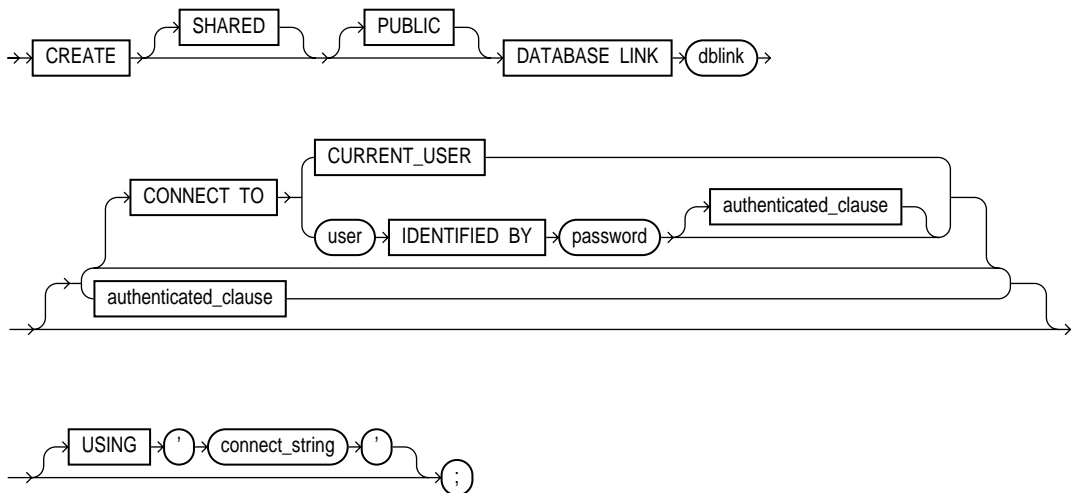 SHARED PUBLIC
CREATE DATABASE LINK dblink
CURRENT_USER
CONNECT TO
user IDENTIFIED BY password authenticated_clause
authenticated_clause
USING ' connect_string '
;